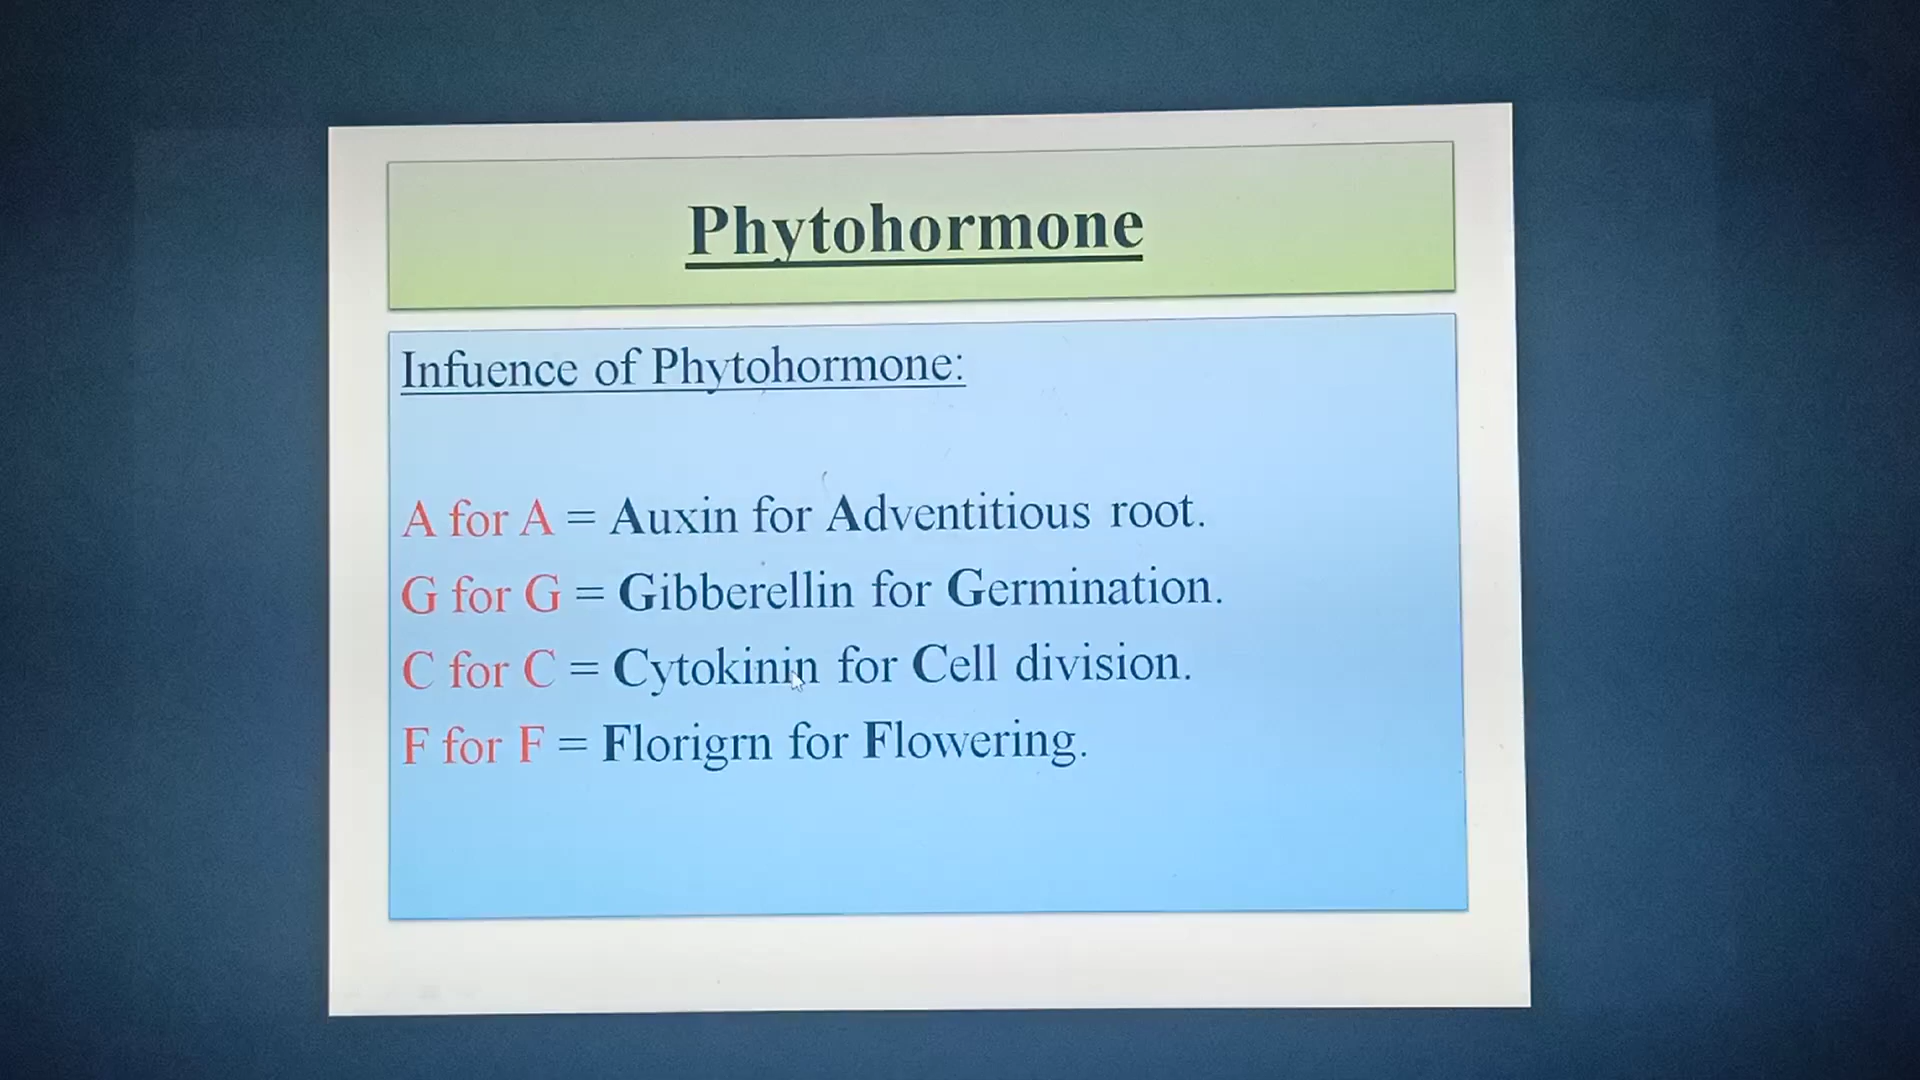 Phytohormone
Infuence of Phytohormone:
A for A = Auxin for Adventitious root.
G for G = Gibberellin for Germination.
C for C = Cytokinin for Cell division.
F for F = Florigrn for Flowering.